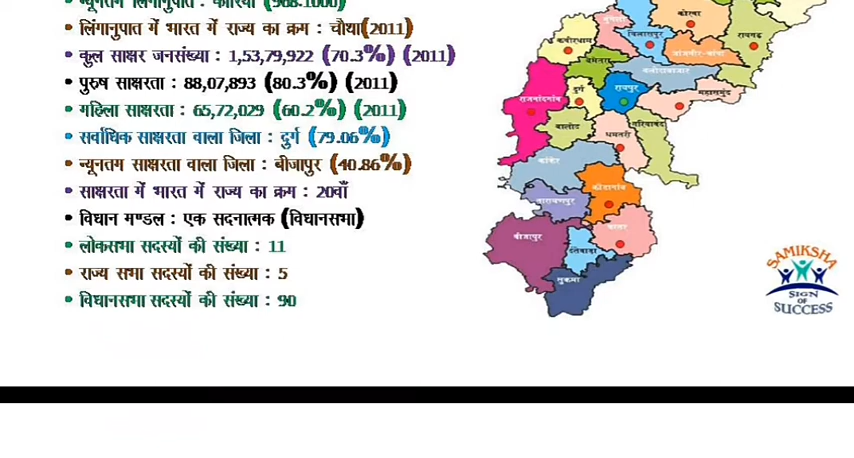 न्यूनतम लिंगानुपात : कोरिया (968:1000)
लिंगानुपात में भारत में राज्य का क्रम : चौथा(2011)
कुल साक्षर जनसंख्या : 1,53,79,922 (70.3%) (2011)
पुरुष साक्षरता : 88,07,893 (80.3%) (2011)
महिला साक्षरता : 65,72,029 (60.2%) (2011)
सर्वाधिक साक्षरता वाला जिला : दुर्ग (79.06%)
न्यूनतम साक्षरता वाला जिला : बीजापुर (40.86%)
साक्षरता में भारत में राज्य का क्रम : 20वाँ
विधान मण्डल : एक सदनात्मक (विधानसभा)
लोकसभा सदस्यों की संख्या : 11
राज्य सभा सदस्यों की संख्या : 5
विधानसभा सदस्यों की संख्या : 90
मुंगेली
कोरबा
कबीरधाम
बिलासपुर
रायगढ़
जांजगीर-चांपा
बेमेतरा
बलौदाबाजार
राजनांदगांव
दुर्ग
रायपुर
महासमुंद
बालोद
धमतरी
गरियाबंद
कांकेर
नारायणपुर
कोंडागांव
बीजापुर
बस्तर
दंतेवाड़ा
सुकमा
SAMIKSHA
SIGN
OF
SUCCESS